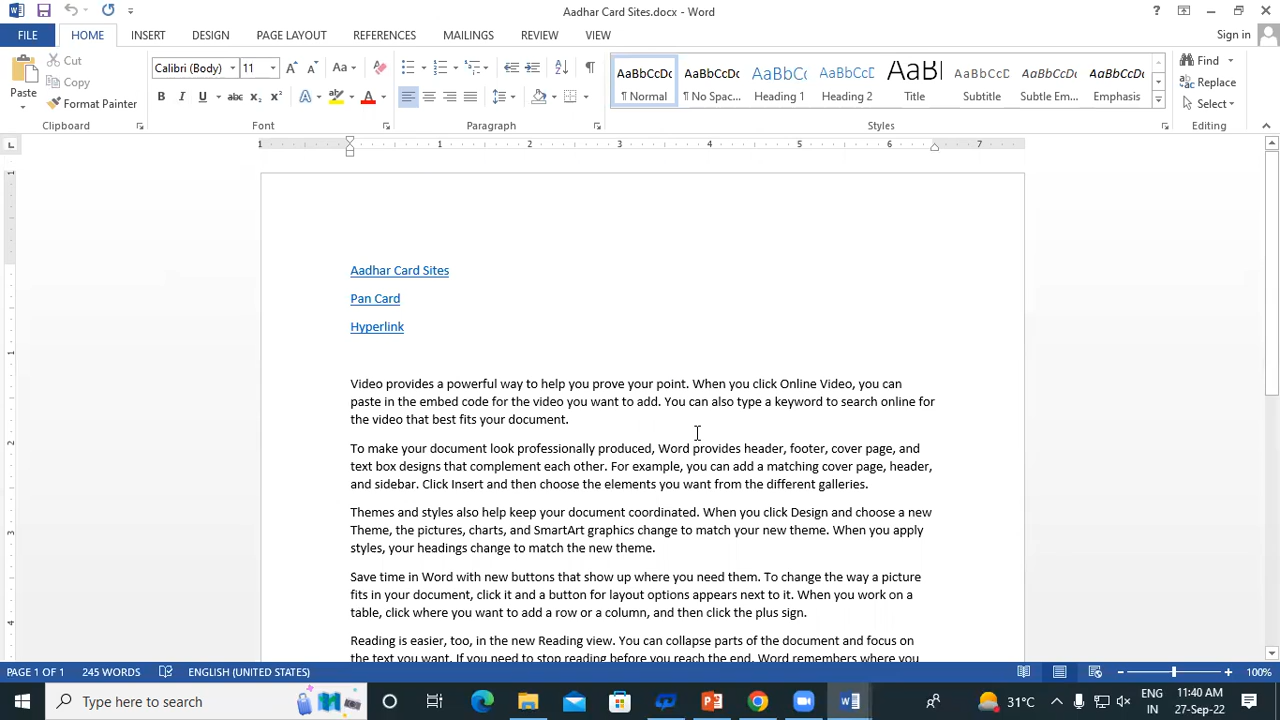 Aadhar Card Sites.docx - Word
FILE HOME INSERT DESIGN PAGE LAYOUT REFERENCES MAILINGS REVIEW VIEW Sign in
Cut
Copy
Format Painter
Paste
Clipboard
Calibri (Body) 11
Font
Paragraph
AaBbCcDc AaBbCcDc AaBbCc AaBbCcC AaBl AaBbCcC AaBbCcDc AaBbCcDc
¶ Normal ¶ No Spac... Heading 1 Heading 2 Title Subtitle Subtle Em... Emphasis
Styles
Find
Replace
Select
Editing
1 1 2 3 4 5 6 7
Aadhar Card Sites
Pan Card
Hyperlink
Video provides a powerful way to help you prove your point. When you click Online Video, you can
paste in the embed code for the video you want to add. You can also type a keyword to search online for
the video that best fits your document.
To make your document look professionally produced, Word provides header, footer, cover page, and
text box designs that complement each other. For example, you can add a matching cover page, header,
and sidebar. Click Insert and then choose the elements you want from the different galleries.
Themes and styles also help keep your document coordinated. When you click Design and choose a new
Theme, the pictures, charts, and SmartArt graphics change to match your new theme. When you apply
styles, your headings change to match the new theme.
Save time in Word with new buttons that show up where you need them. To change the way a picture
fits in your document, click it and a button for layout options appears next to it. When you work on a
table, click where you want to add a row or a column, and then click the plus sign.
Reading is easier, too, in the new Reading view. You can collapse parts of the document and focus on
the text you want. If you need to stop reading before you reach the end, Word remembers where you
PAGE 1 OF 1 245 WORDS ENGLISH (UNITED STATES) 100%
Type here to search
31°C
ENG
IN
11:40 AM
27-Sep-22